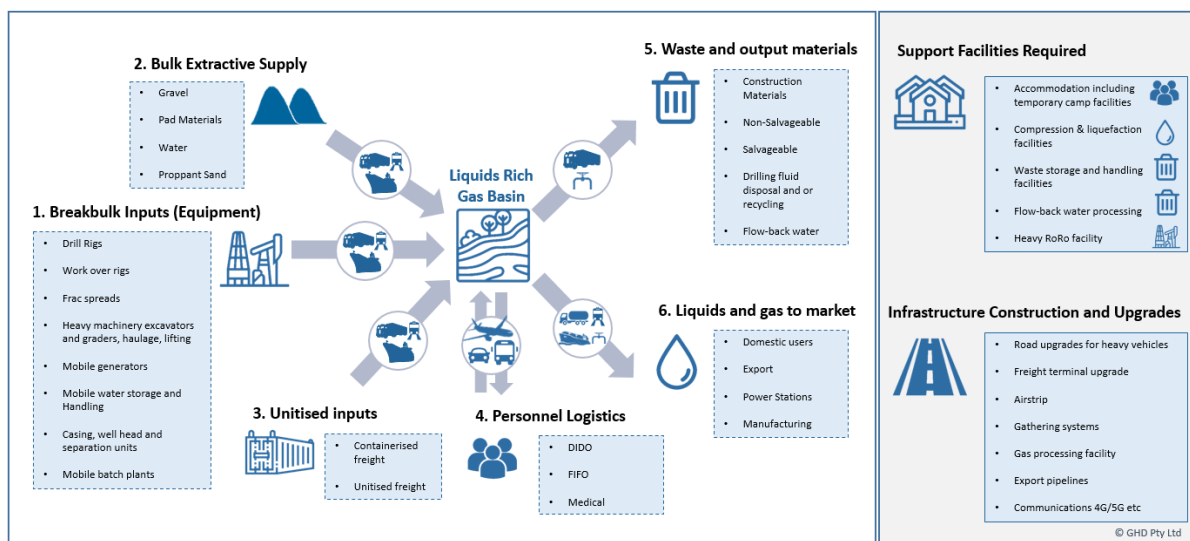 2. Bulk Extractive Supply
Gravel
Pad Materials
Water
Proppant Sand
1. Breakbulk Inputs (Equipment)
Drill Rigs
Work over rigs
Frac spreads
Heavy machinery excavators
and graders, haulage, lifting
Mobile generators
Mobile water storage and
Handling
Casing, well head and
separation units
Mobile batch plants
Liquids Rich
Gas Basin
3. Unitised inputs
Containerised
freight
Unitised freight
4. Personnel Logistics
DIDO
FIFO
Medical
5. Waste and output materials
Construction
Materials
Non-Salvageable
Salvageable
Drilling fluid
disposal and or
recycling
Flow-back water
6. Liquids and gas to market
Domestic users
Export
Power Stations
Manufacturing
Support Facilities Required
Accommodation including
temporary camp facilities
Compression & liquefaction
facilities
Waste storage and handling
facilities
Flow-back water processing
Heavy RoRo facility
Infrastructure Construction and Upgrades
Road upgrades for heavy vehicles
Freight terminal upgrade
Airstrip
Gathering systems
Gas processing facility
Export pipelines
Communications 4G/5G etc
© GHD Pty Ltd